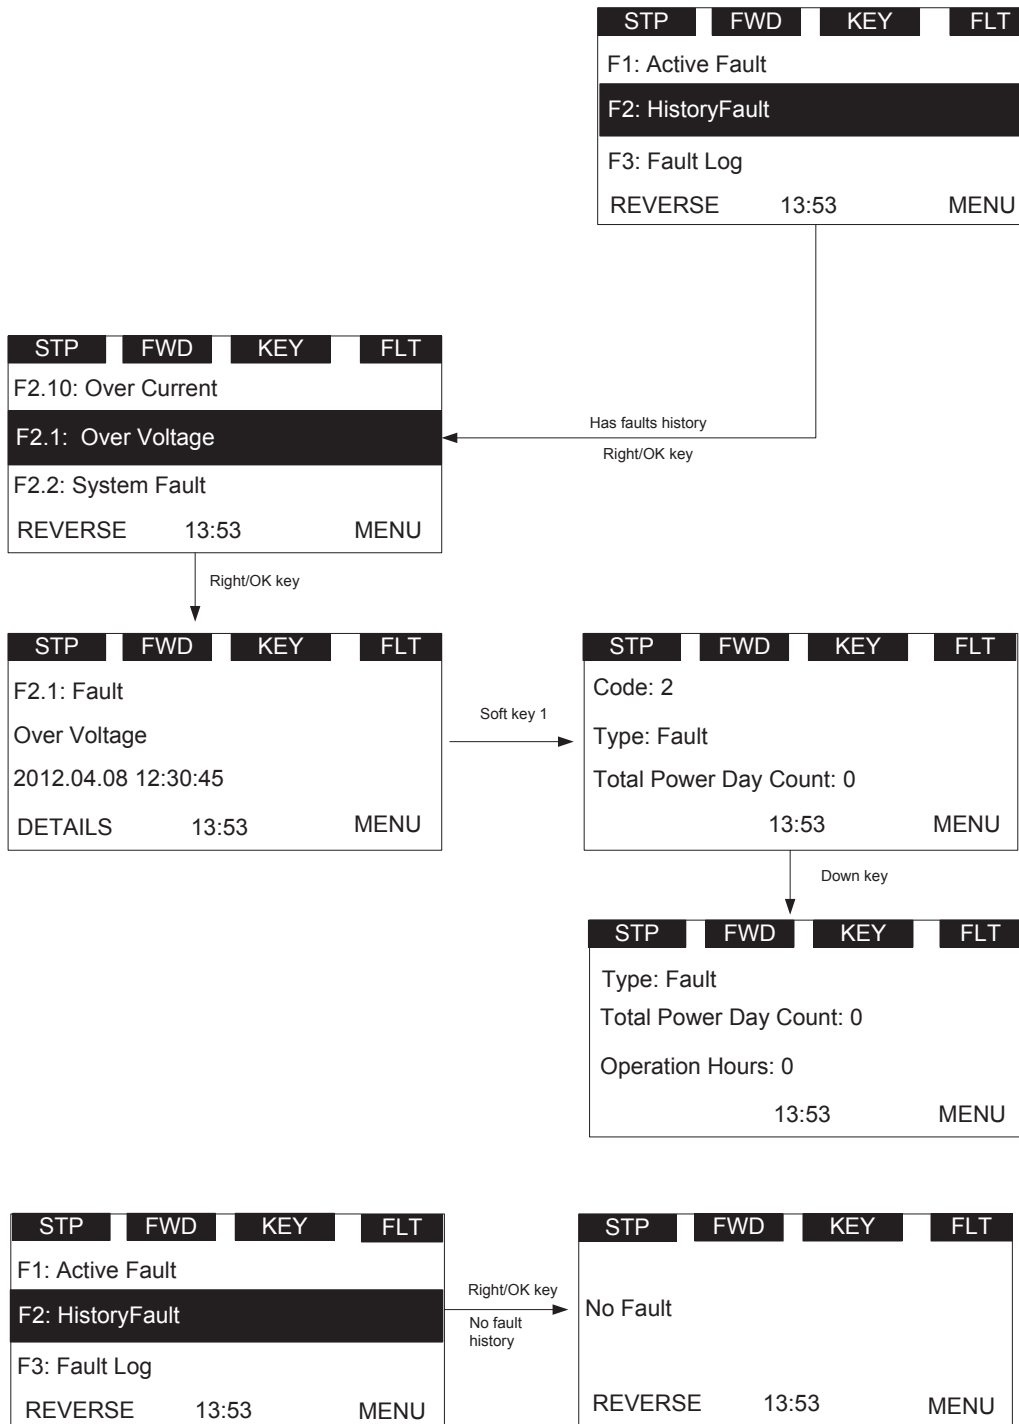 STP FWD KEY FLT
F1: Active Fault
F2: HistoryFault
F3: Fault Log
REVERSE 13:53 MENU
Has faults history
Right/OK key
STP FWD KEY FLT
F2.10: Over Current
F2.1: Over Voltage
F2.2: System Fault
REVERSE 13:53 MENU
Right/OK key
STP FWD KEY FLT
F2.1: Fault
Over Voltage
2012.04.08 12:30:45
DETAILS 13:53 MENU
Soft key 1
STP FWD KEY FLT
Code: 2
Type: Fault
Total Power Day Count: 0
13:53 MENU
Down key
STP FWD KEY FLT
Type: Fault
Total Power Day Count: 0
Operation Hours: 0
13:53 MENU
STP FWD KEY FLT
F1: Active Fault
F2: HistoryFault
F3: Fault Log
REVERSE 13:53 MENU
Right/OK key
No fault
history
STP FWD KEY FLT
No Fault
REVERSE 13:53 MENU